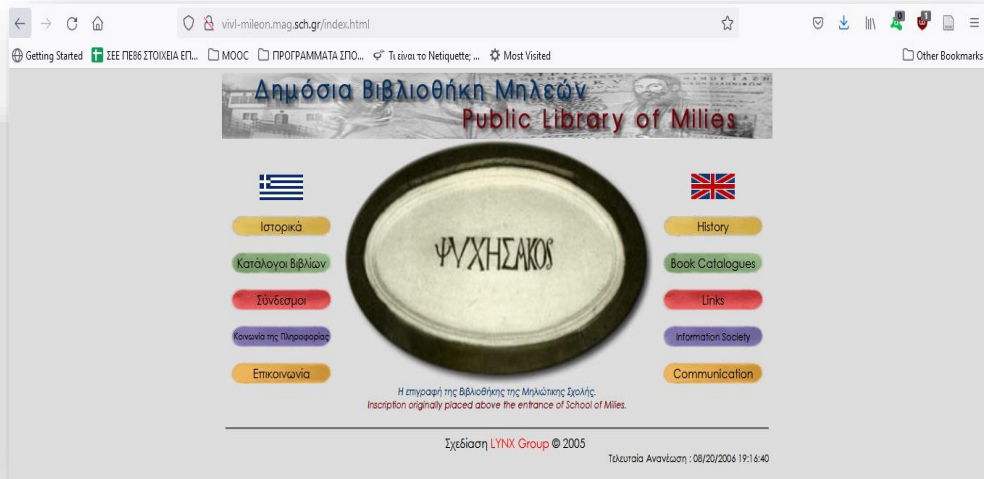 vivl-mileon.mag.sch.gr/index.html
0
1
Getting Started
ΣΕΕ ΠΕ86 ΣΤΟΙΧΕΙΑ ΕΠ...
MOOC
ΠΡΟΓΡΑΜΜΑΤΑ ΣΠΟ...
Τι είναι το Netiquette; ...
Most Visited
Other Bookmarks
Δημόσια Βιβλιοθήκη Μηλεών
Public Library of Milies
ΨΥΧΗΣΑΚΟΣ
Ιστορικά
Κατάλογοι Βιβλίων
Σύνδεσμοι
Κοινωνία της Πληροφορίας
Επικοινωνία
History
Book Catalogues
Links
Information Society
Communication
Η επιγραφή της Βιβλιοθήκης της Μηλιώτικης Σχολής.
Inscription originally placed above the entrance of School of Milies.
Σχεδίαση LYNX Group © 2005
Τελευταία Ανανέωση : 08/20/2006 19:16:40